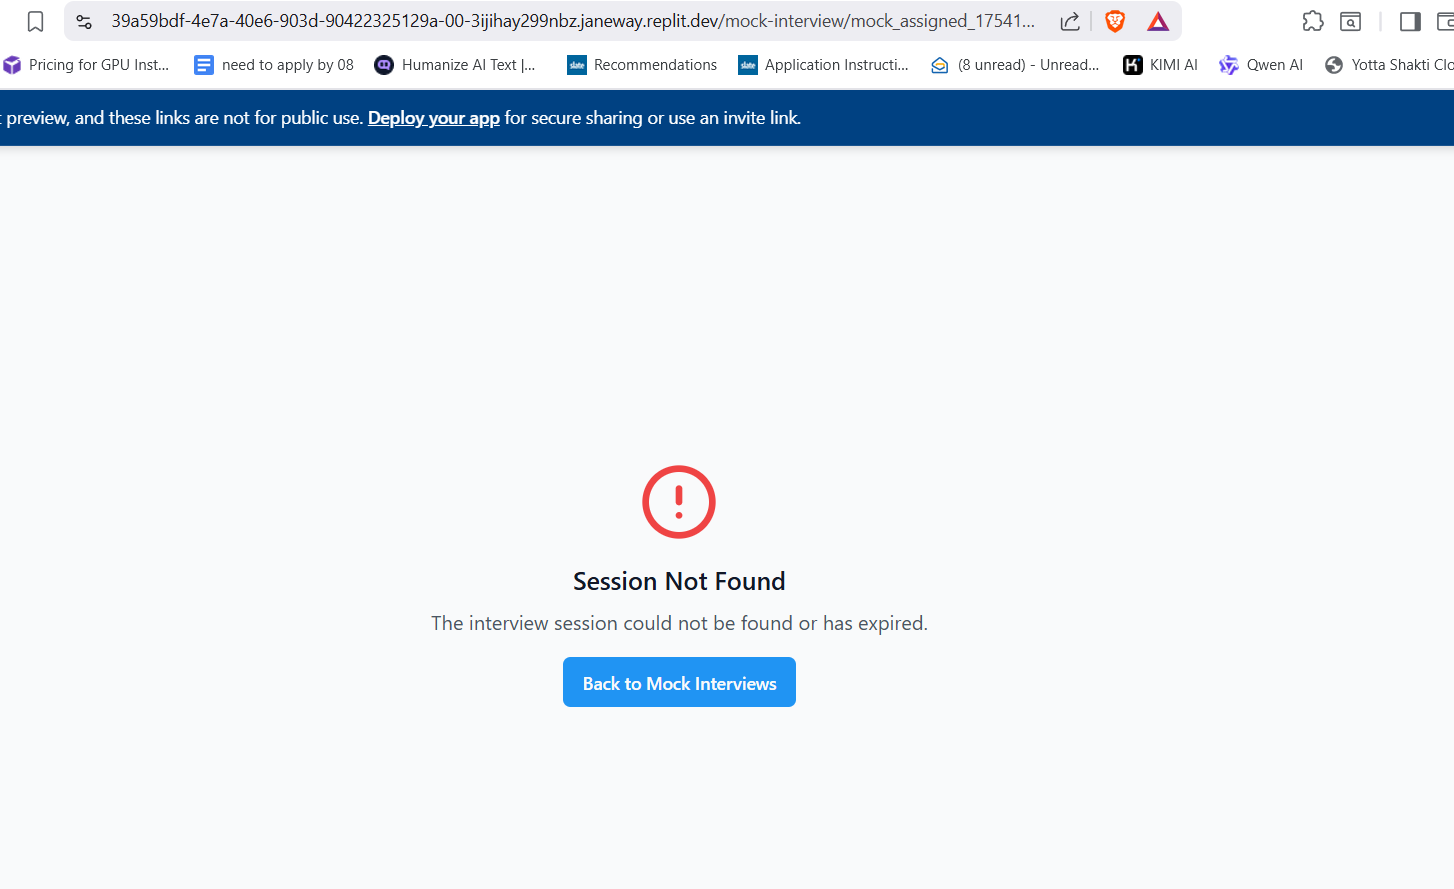 39a59bdf-4e7a-40e6-903d-90422325129a-00-3ijihay299nbz.janeway.replit.dev/mock-interview/mock_assigned_17541...
Pricing for GPU Inst... need to apply by 08 Humanize AI Text |... slate Recommendations slate Application Instructi... (8 unread) - Unread... KIMI AI Qwen AI Yotta Shakti Clo
preview, and these links are not for public use. Deploy your app for secure sharing or use an invite link.
Session Not Found
The interview session could not be found or has expired.
Back to Mock Interviews